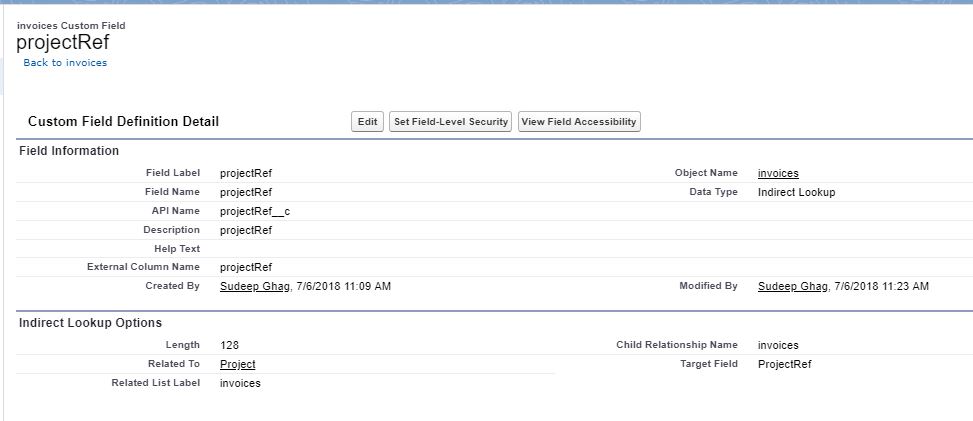 invoices Custom Field
projectRef
Back to invoices
Custom Field Definition Detail Edit Set Field-Level Security View Field Accessibility
Field Information
Field Label projectRef Object Name invoices
Field Name projectRef Data Type Indirect Lookup
API Name projectRef__c
Description projectRef
Help Text
External Column Name projectRef
Created By Sudeep Ghag, 7/6/2018 11:09 AM Modified By Sudeep Ghag, 7/6/2018 11:23 AM
Indirect Lookup Options
Length 128 Child Relationship Name invoices
Related To Project Target Field ProjectRef
Related List Label invoices